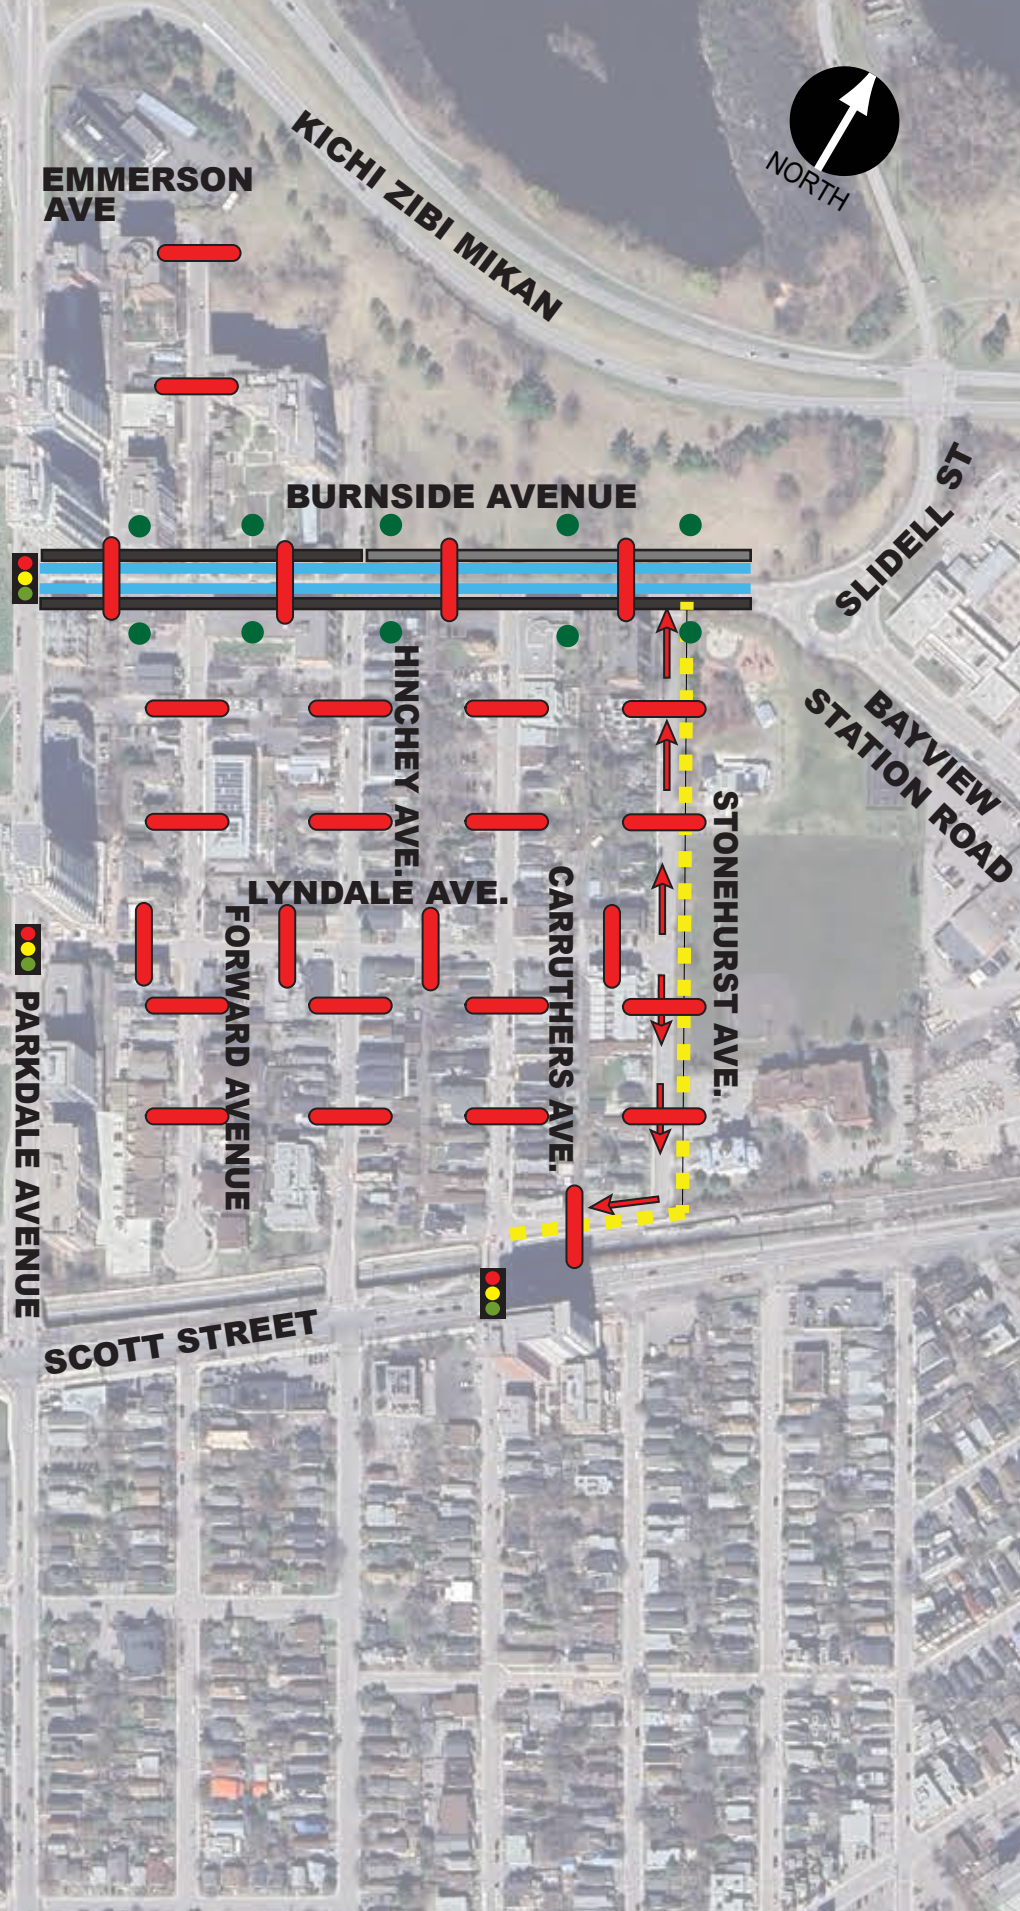 KICHI ZIBI MIKAN
NORTH
EMMERSON
AVE
BURNSIDE AVENUE
SLIDELL ST
HINCHEY AVE.
BAYVIEW
STATION ROAD
STONEHURST AVE.
LYNDALE AVE.
CARRUTHERS AVE.
FORWARD AVENUE
PARKDALE AVENUE
SCOTT STREET